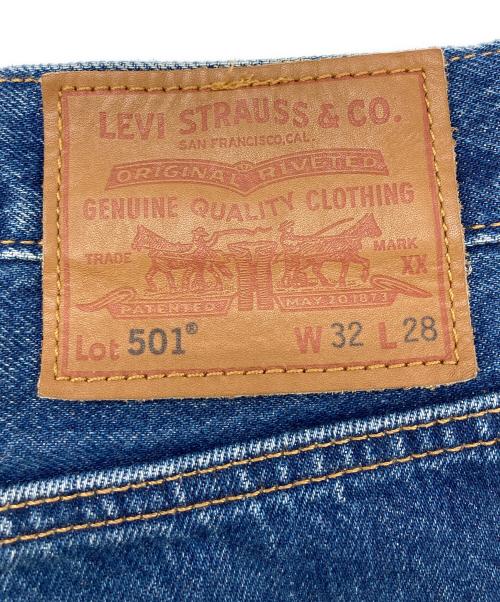 LEVI STRAUSS & CO.
SAN FRANCISCO, CAL.
ORIGINAL RIVETED
GENUINE QUALITY CLOTHING
TRADE MARK
XX
PATENTED MAY 20 1873
Lot 501® W 32 L 28